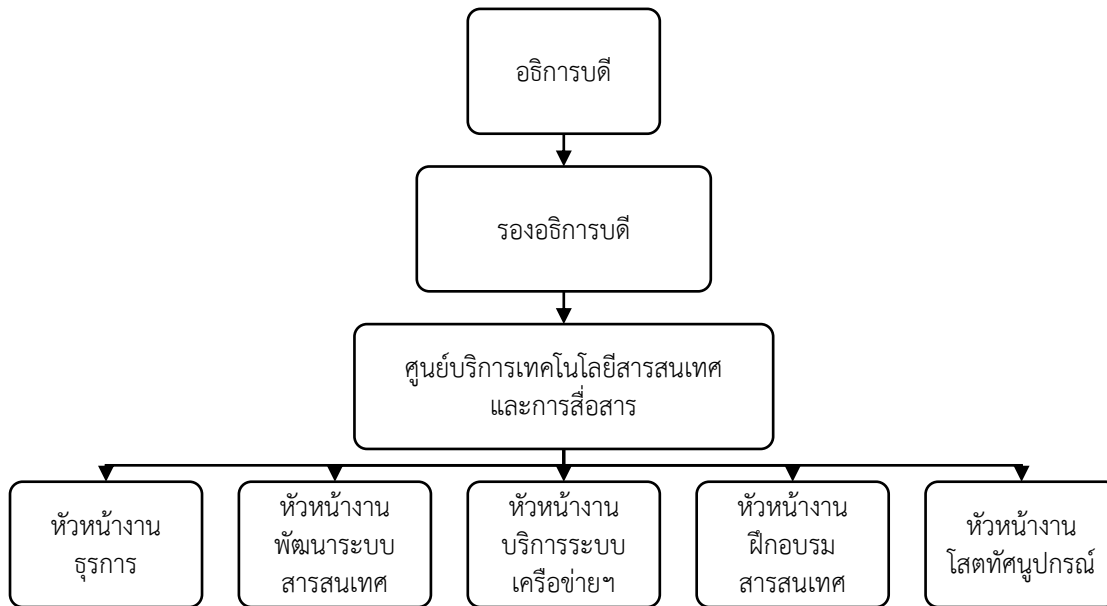 อธิการบดี
รองอธิการบดี
ศูนย์บริการเทคโนโลยีสารสนเทศ
และการสื่อสาร
หัวหน้างาน
ธุรการ
หัวหน้างาน
พัฒนาระบบ
สารสนเทศ
หัวหน้างาน
บริการระบบ
เครือข่ายฯ
หัวหน้างาน
ฝึกอบรม
สารสนเทศ
หัวหน้างาน
โสตทัศนูปกรณ์